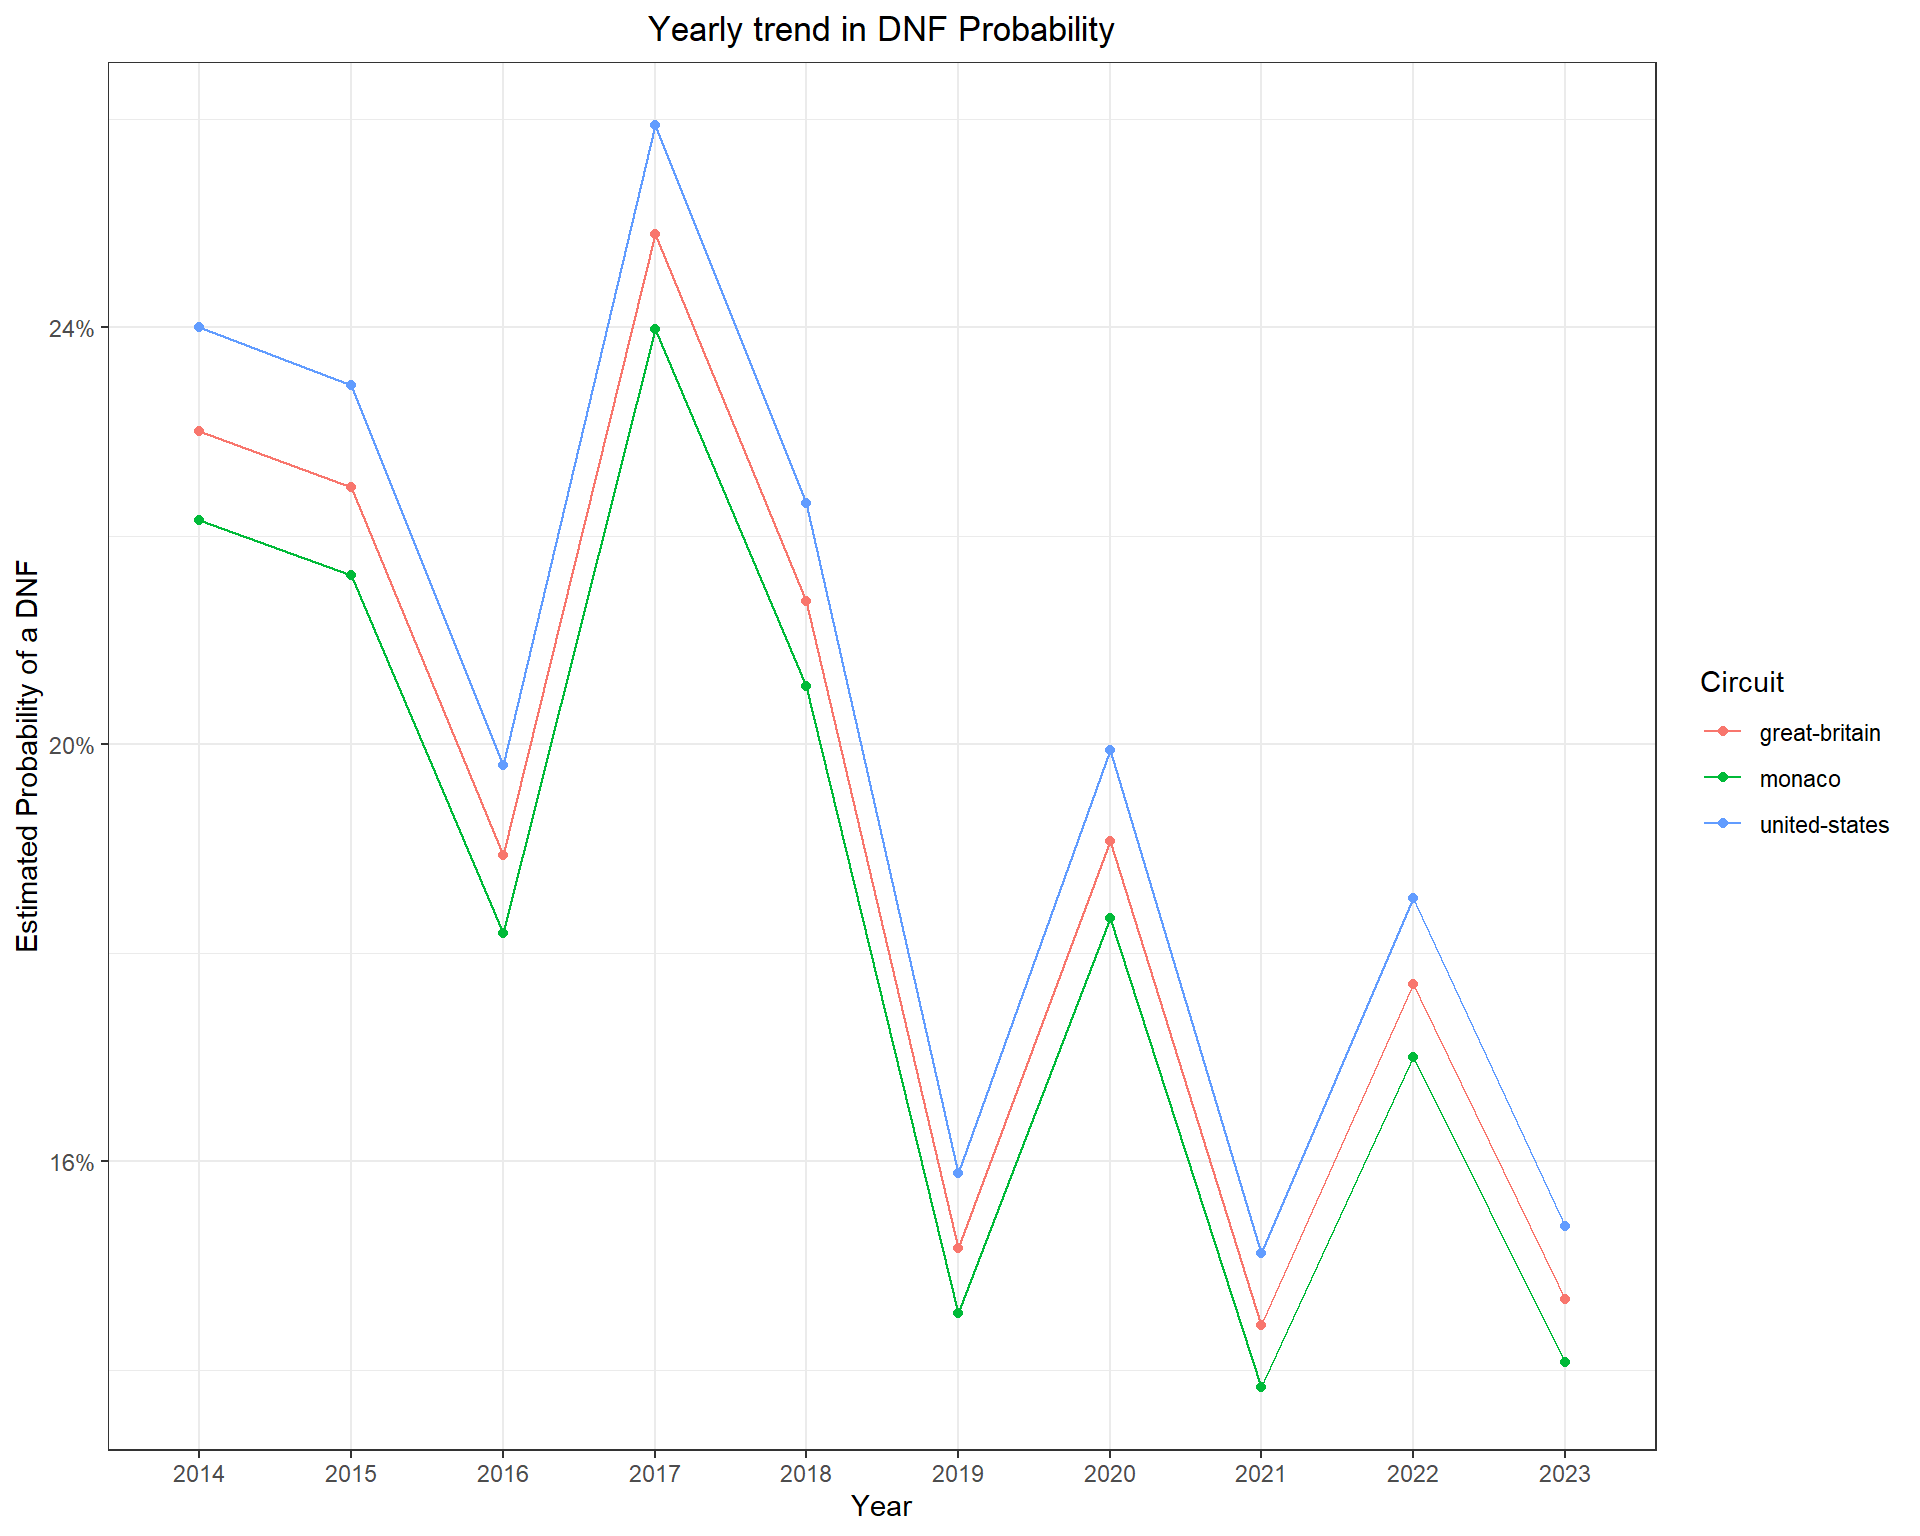 Yearly trend in DNF Probability
Estimated Probability of a DNF
24%
20%
16%
2014 2015 2016 2017 2018 2019 2020 2021 2022 2023
Year
Circuit
great-britain
monaco
united-states